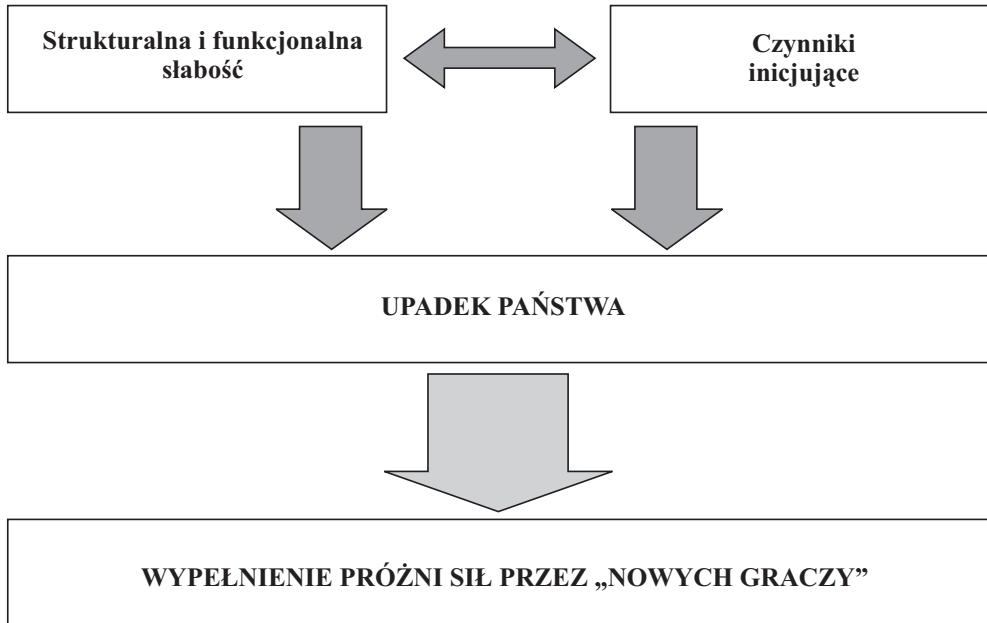 Strukturalna i funkcjonalna
słabość
Czynniki
inicjujące
UPADEK PAŃSTWA
WYPEŁNIENIE PRÓŻNI SIŁ PRZEZ „NOWYCH GRACZY”